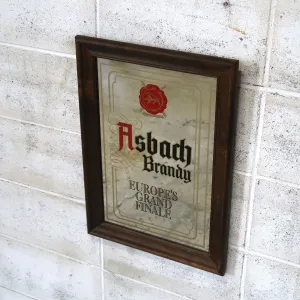 Asbach
Brandy
EUROPE'S
GRAND
FINALE